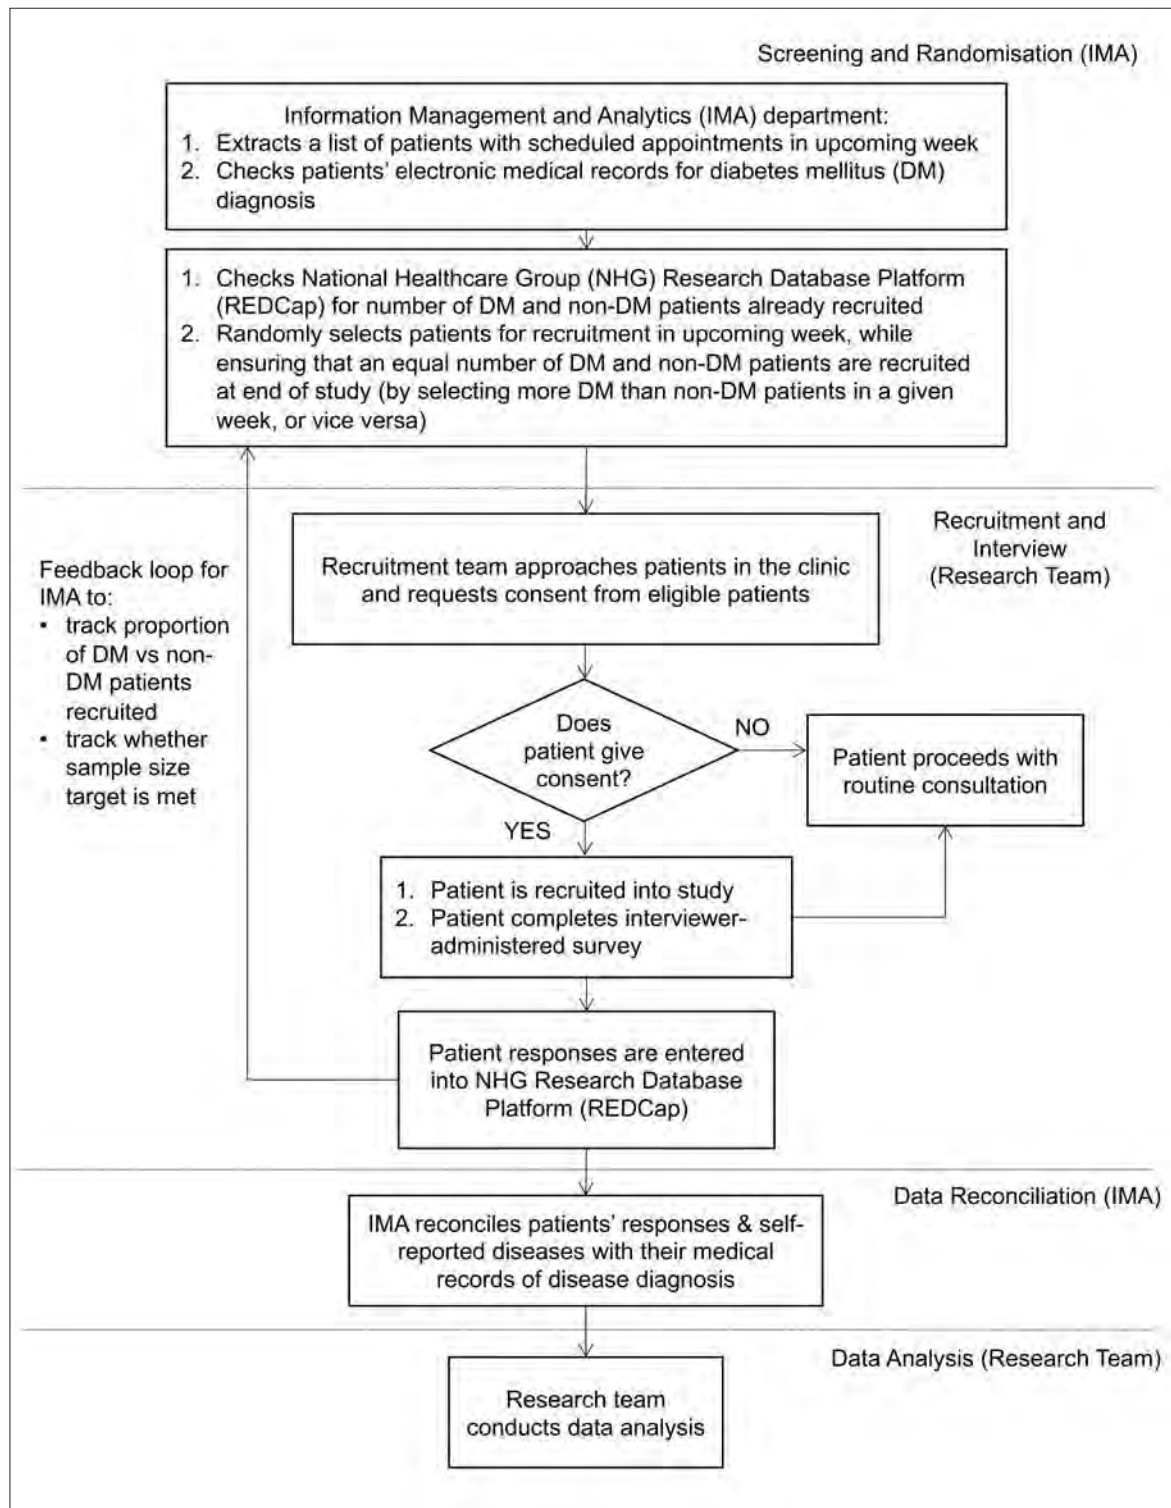 Screening and Randomisation (IMA)
Information Management and Analytics (IMA) department:
1. Extracts a list of patients with scheduled appointments in upcoming week
2. Checks patients’ electronic medical records for diabetes mellitus (DM)
diagnosis
1. Checks National Healthcare Group (NHG) Research Database Platform
(REDCap) for number of DM and non-DM patients already recruited
2. Randomly selects patients for recruitment in upcoming week, while
ensuring that an equal number of DM and non-DM patients are recruited
at end of study (by selecting more DM than non-DM patients in a given
week, or vice versa)
Recruitment and
Interview
(Research Team)
Recruitment team approaches patients in the clinic
and requests consent from eligible patients
Feedback loop for
IMA to:
• track proportion
of DM vs non-
DM patients
recruited
• track whether
sample size
target is met
Does
patient give
consent?
NO
Patient proceeds with
routine consultation
YES
1. Patient is recruited into study
2. Patient completes interviewer-
administered survey
Patient responses are entered
into NHG Research Database
Platform (REDCap)
Data Reconciliation (IMA)
IMA reconciles patients’ responses & self-
reported diseases with their medical
records of disease diagnosis
Data Analysis (Research Team)
Research team
conducts data analysis